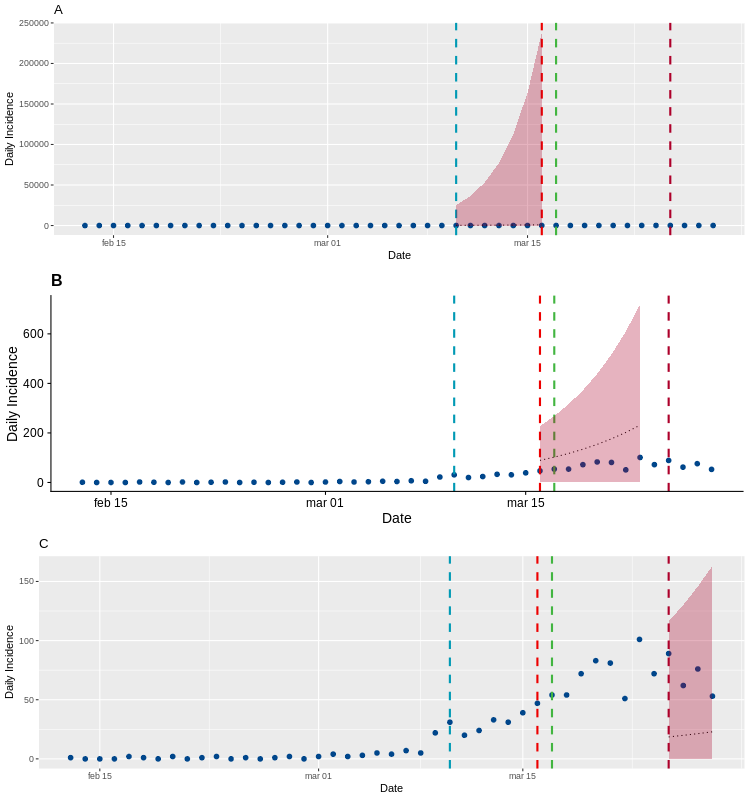 A
250000
200000
150000
100000
50000
0
Daily Incidence
feb 15
mar 01
mar 15
Date
B
600
400
200
0
Daily Incidence
feb 15
mar 01
mar 15
Date
C
150
100
50
0
Daily Incidence
feb 15
mar 01
mar 15
Date